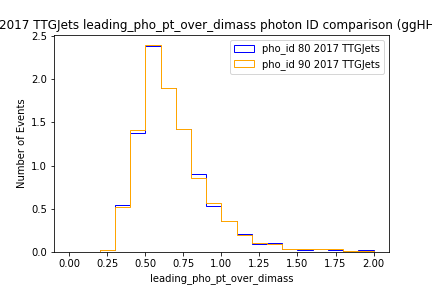 2017 TTGJets leading_pho_pt_over_dimass photon ID comparison (ggHH
pho_id 80 2017 TTGJets
pho_id 90 2017 TTGJets
Number of Events
2.5
2.0
1.5
1.0
0.5
0.0
0.00 0.25 0.50 0.75 1.00 1.25 1.50 1.75 2.00
leading_pho_pt_over_dimass